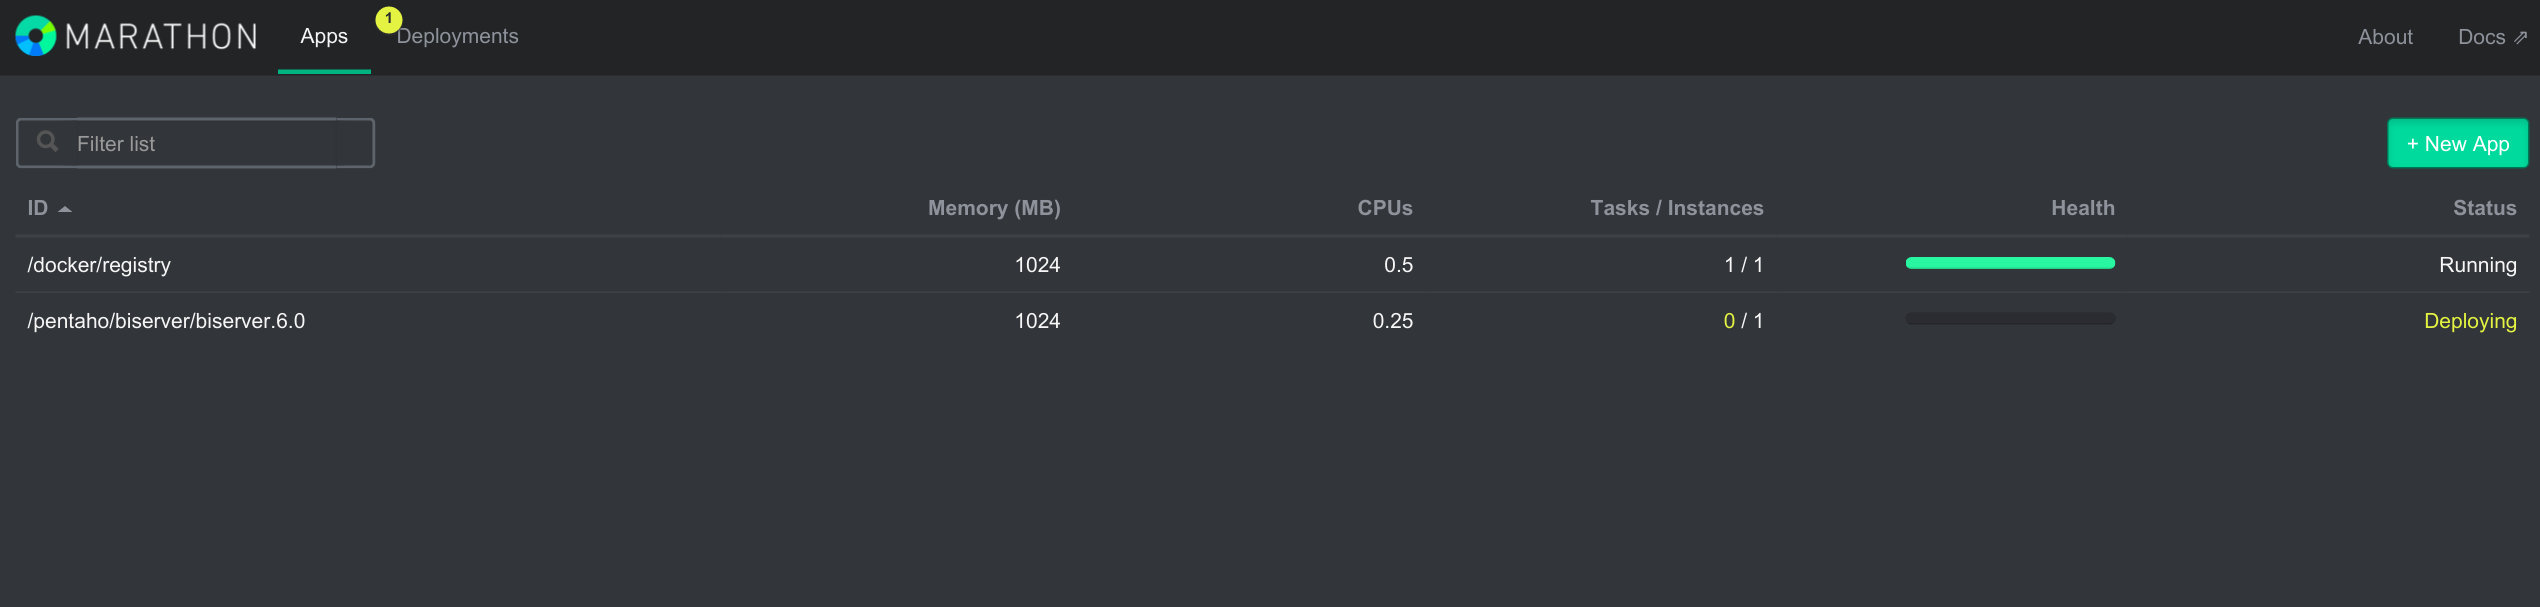 MARATHON Apps 1 Deployments About Docs ⇗
Filter list + New App
ID Memory (MB) CPUs Tasks / Instances Health Status
/docker/registry 1024 0.5 1 / 1 Running
/pentaho/biserver/biserver.6.0 1024 0.25 0 / 1 Deploying